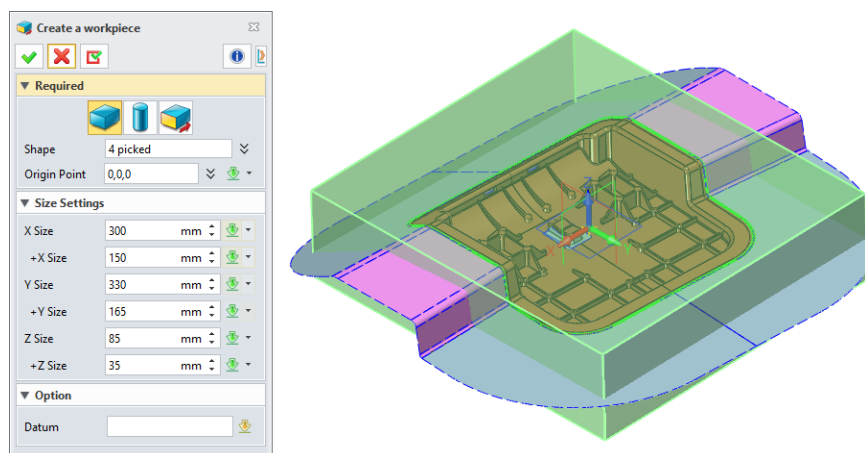 Create a workpiece
Required
Shape 4 picked
Origin Point 0,0,0
Size Settings
X Size 300 mm
+X Size 150 mm
Y Size 330 mm
+Y Size 165 mm
Z Size 85 mm
+Z Size 35 mm
Option
Datum
X
Y